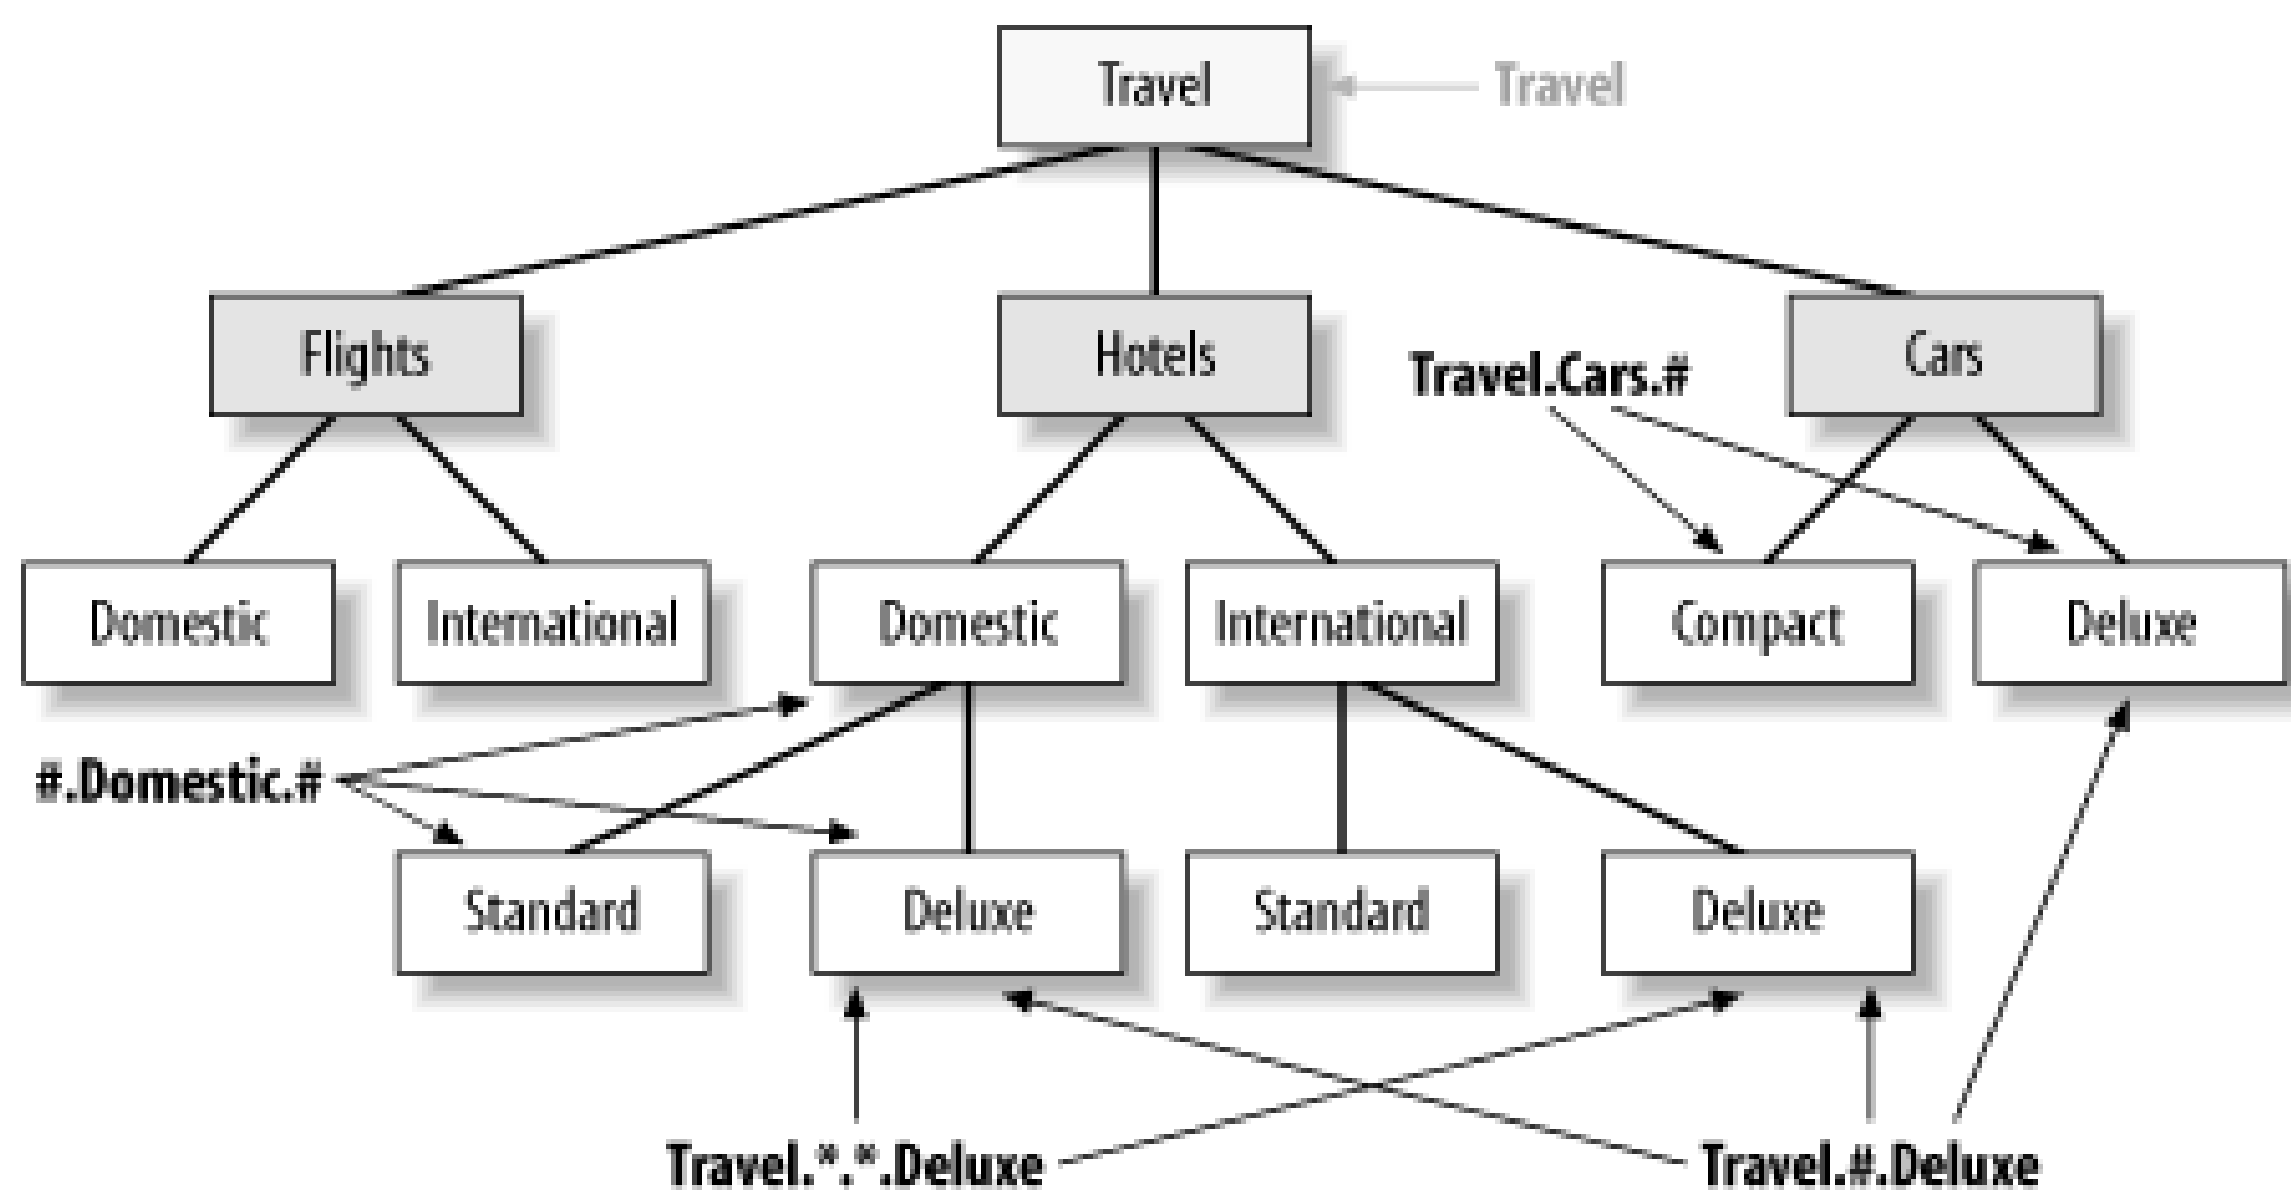 Travel
Travel
Flights
Hotels
Travel.Cars.#
Cars
Domestic
International
Domestic
International
Compact
Deluxe
#.Domestic.#
Standard
Deluxe
Standard
Deluxe
Travel.*.*.Deluxe
Travel.#.Deluxe